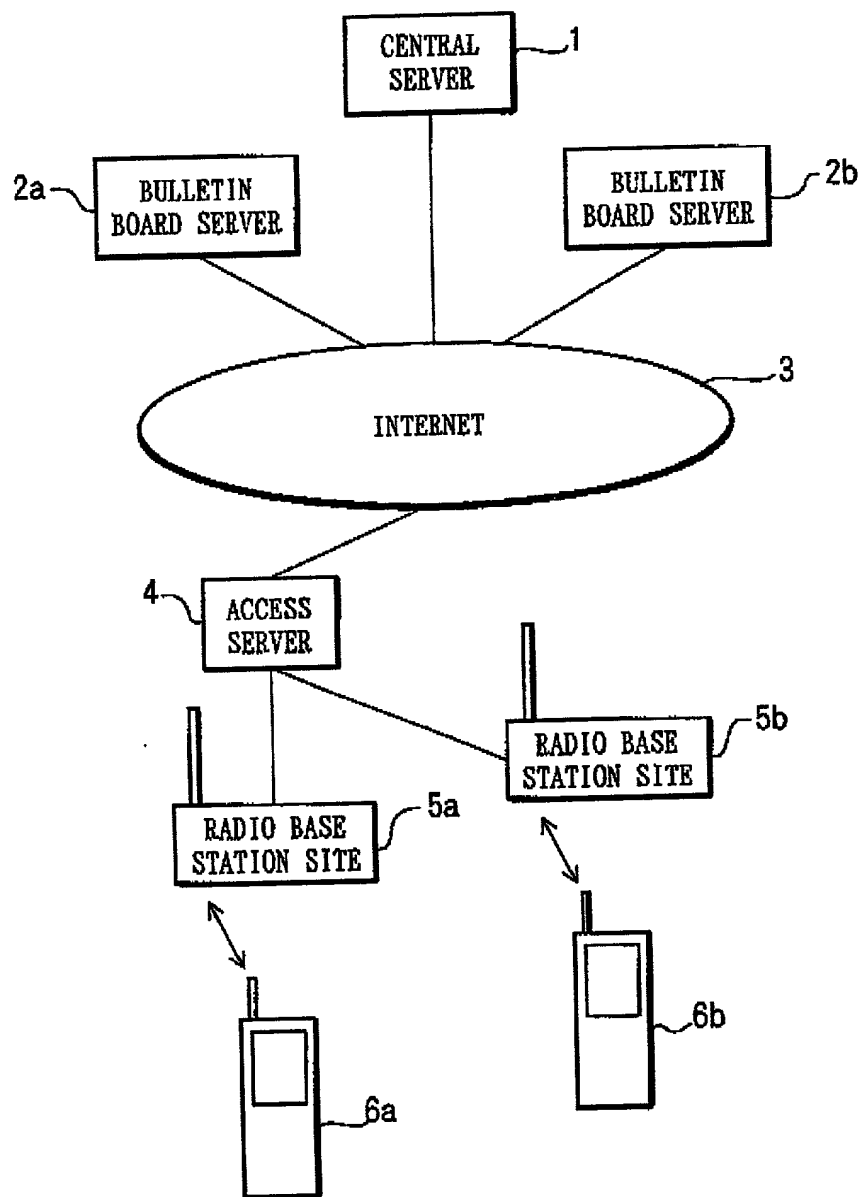 CENTRAL
SERVER
1
2a
BULLETIN
BOARD SERVER
BULLETIN
BOARD SERVER
2b
3
INTERNET
4
ACCESS
SERVER
5b
RADIO BASE
STATION SITE
5a
RADIO BASE
STATION SITE
6b
6a